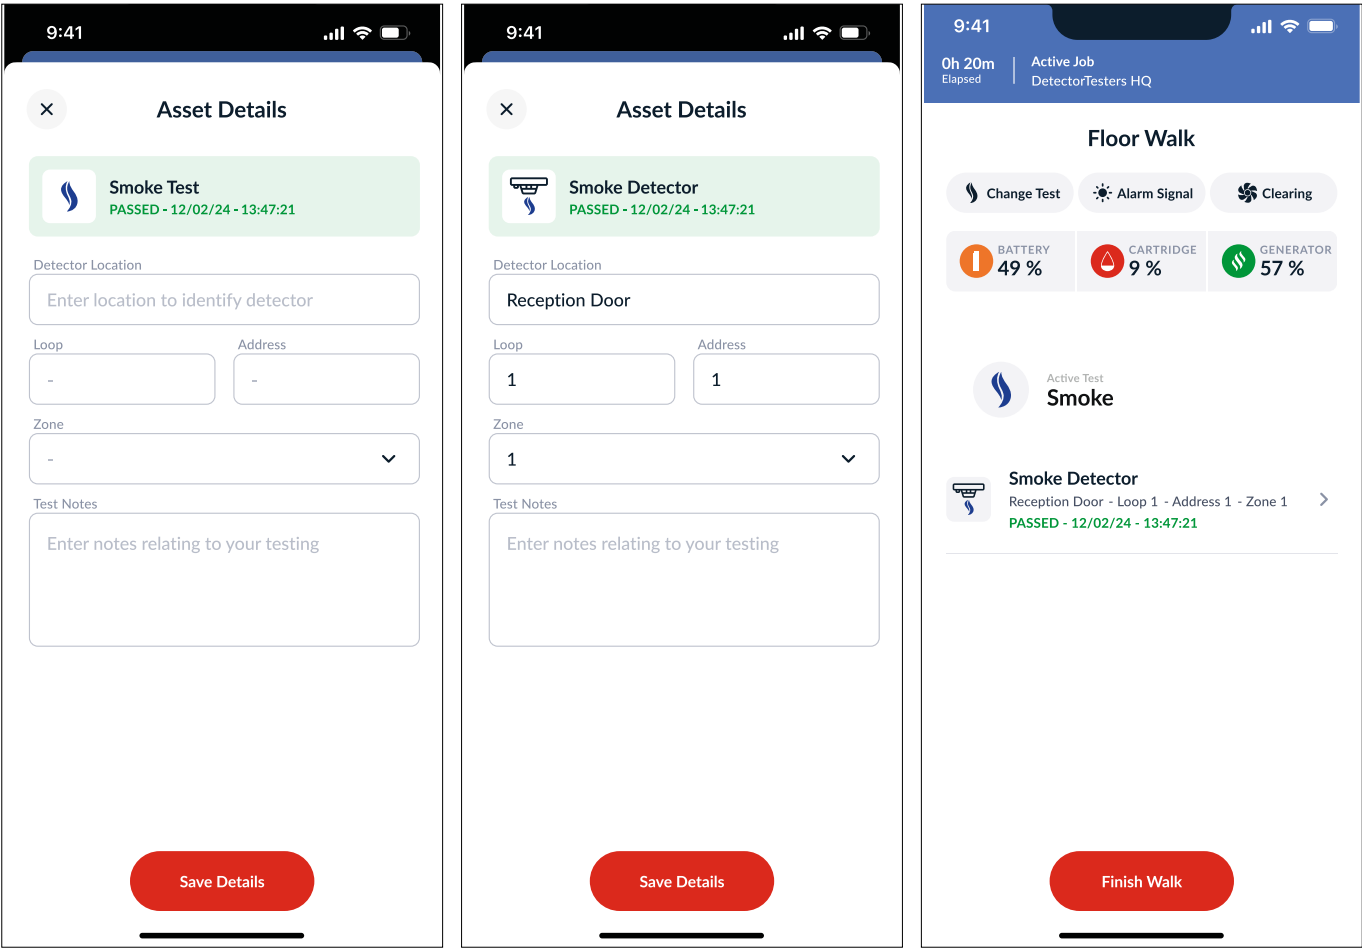 9:41
Asset Details
Smoke Test
PASSED - 12/02/24 - 13:47:21
Detector Location
Enter location to identify detector
Loop
Address
-
-
Zone
-
Test Notes
Enter notes relating to your testing
Save Details
9:41
Asset Details
Smoke Detector
PASSED - 12/02/24 - 13:47:21
Detector Location
Reception Door
Loop
Address
1
1
Zone
1
Test Notes
Enter notes relating to your testing
Save Details
9:41
0h 20m
Elapsed
Active Job
DetectorTesters HQ
Floor Walk
Change Test
Alarm Signal
Clearing
BATTERY
49 %
CARTRIDGE
9 %
GENERATOR
57 %
Active Test
Smoke
Smoke Detector
Reception Door - Loop 1 - Address 1 - Zone 1
PASSED - 12/02/24 - 13:47:21
Finish Walk